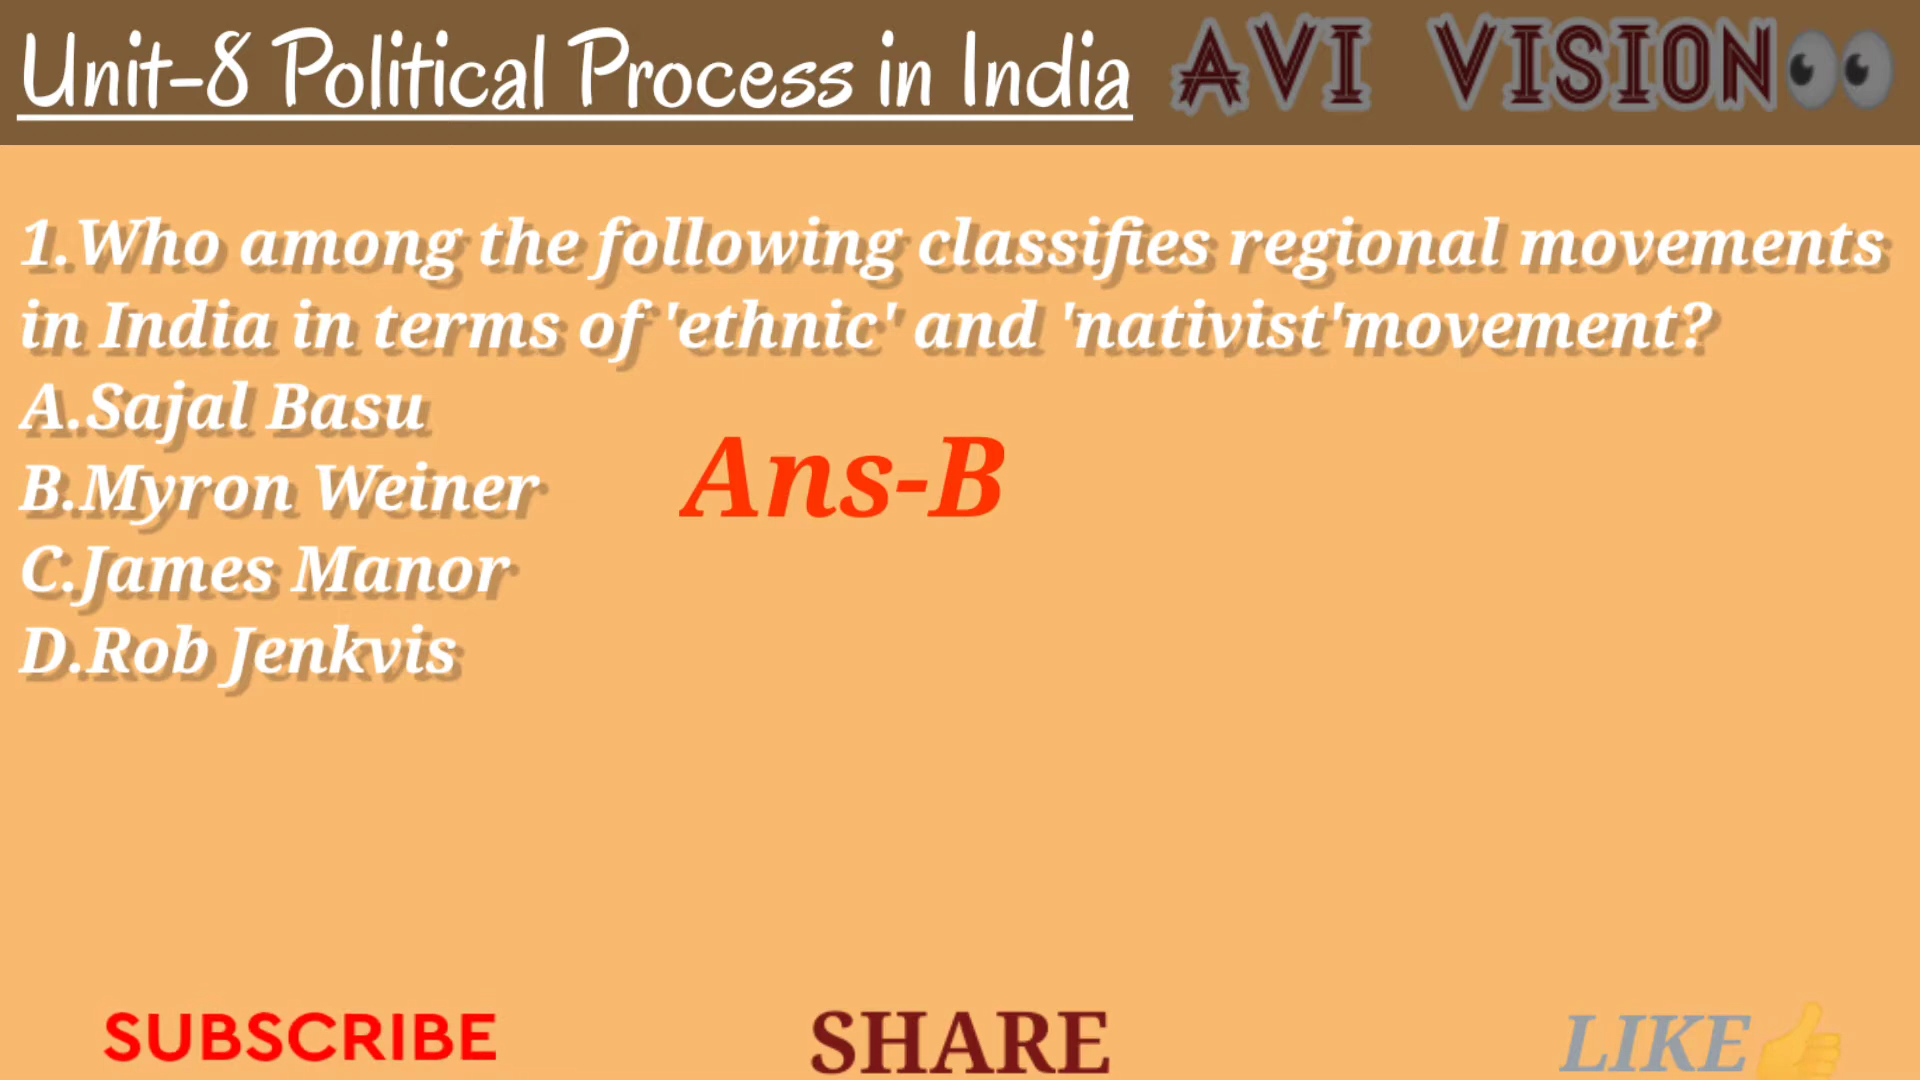 Unit-8 Political Process in India AVI VISION👀
1.Who among the following classifies regional movements
in India in terms of 'ethnic' and 'nativist'movement?
A.Sajal Basu
B.Myron Weiner
Ans-B
C.James Manor
D.Rob Jenkvis
SUBSCRIBE SHARE LIKE👍